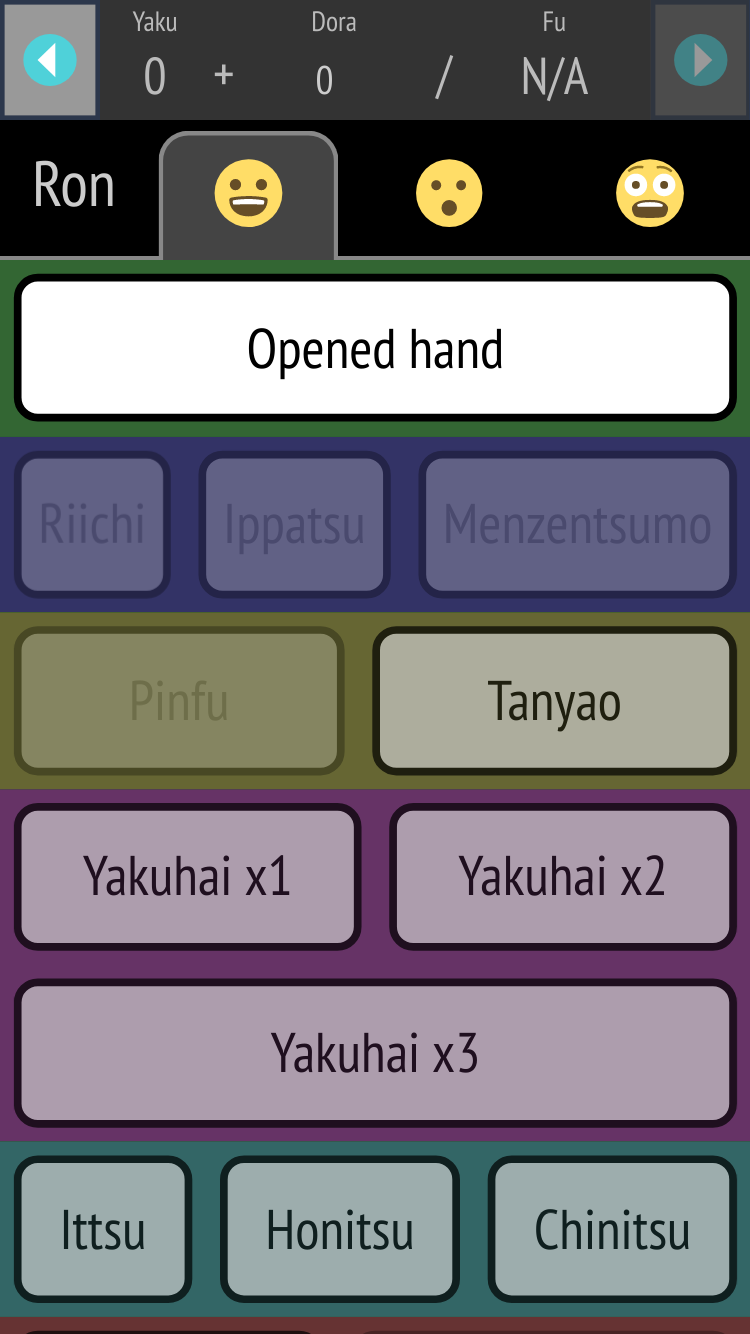 Yaku Dora Fu
0 + 0 / N/A
Ron
Opened hand
Riichi Ippatsu Menzentsumo
Pinfu Tanyao
Yakuhai x1 Yakuhai x2
Yakuhai x3
Ittsu Honitsu Chinitsu